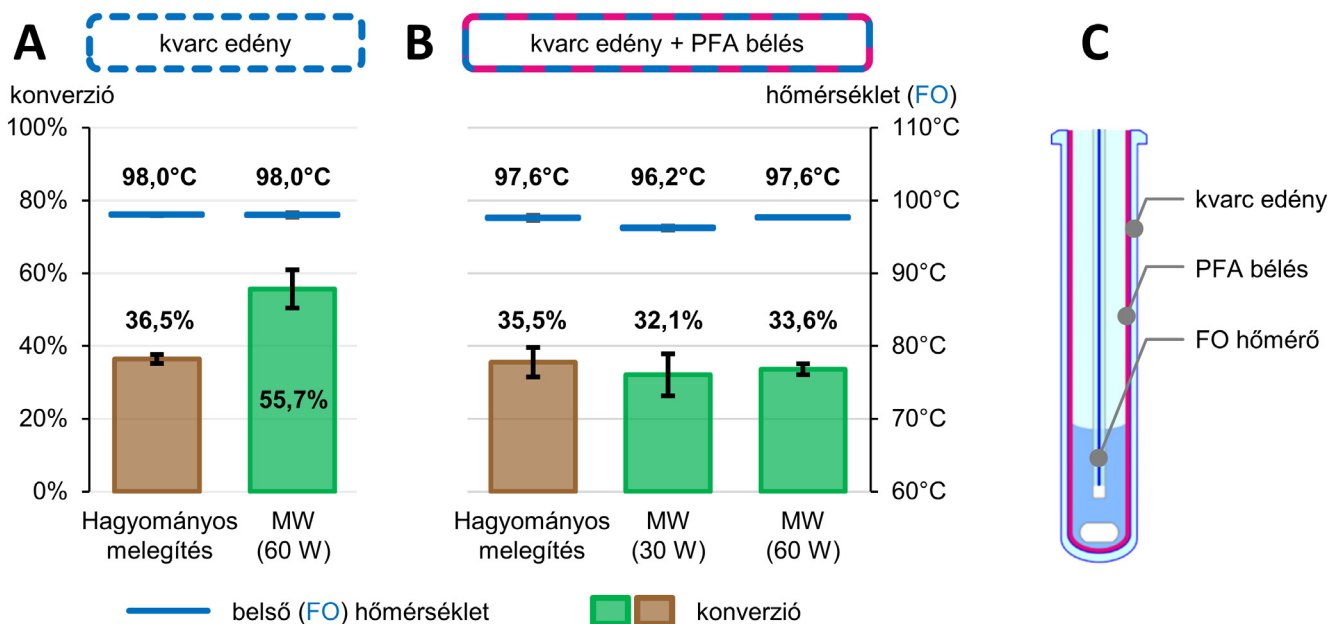 A
kvarc edény
B
kvarc edény + PFA bélés
C
konverzió
hőmérséklet (FO)
100%
80%
60%
40%
20%
0%
98,0°C
98,0°C
36,5%
55,7%
Hagyományos
melegítés
MW
(60 W)
97,6°C
96,2°C
97,6°C
35,5%
32,1%
33,6%
Hagyományos
melegítés
MW
(30 W)
MW
(60 W)
110°C
100°C
90°C
80°C
70°C
60°C
kvarc edény
PFA bélés
FO hőmérő
belső (FO) hőmérséklet
konverzió